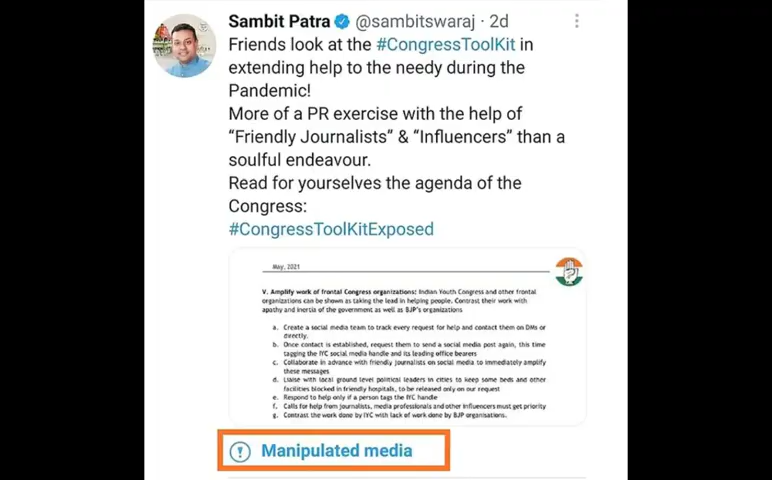 Sambit Patra @sambitswaraj · 2d
Friends look at the #CongressToolKit in
extending help to the needy during the
Pandemic!
More of a PR exercise with the help of
“Friendly Journalists” & “Influencers” than a
soulful endeavour.
Read for yourselves the agenda of the
Congress:
#CongressToolKitExposed
May, 2021
V. Amplify work of frontal Congress organizations: Indian Youth Congress and other frontal
organizations can be shown as taking the lead in helping people. Contrast their work with
apathy and inertia of the government as well as BJP's organizations
a. Create a social media team to track every request for help and contact them on DMs or
directly.
b. Once contact is established, request them to send a social media post again, this time
tagging the IYC social media handle and its leading office bearers
c. Collaborate in advance with friendly journalists on social media to immediately amplify
these messages
d. Liaise with local ground level political leaders in cities to keep some beds and other
facilities blocked in friendly hospitals, to be released only on our request
e. Respond to help only if a person tags the IYC handle
f. Calls for help from journalists, media professionals and other influencers must get priority
g. Contrast the work done by IYC with lack of work done by BJP organisations.
Manipulated media